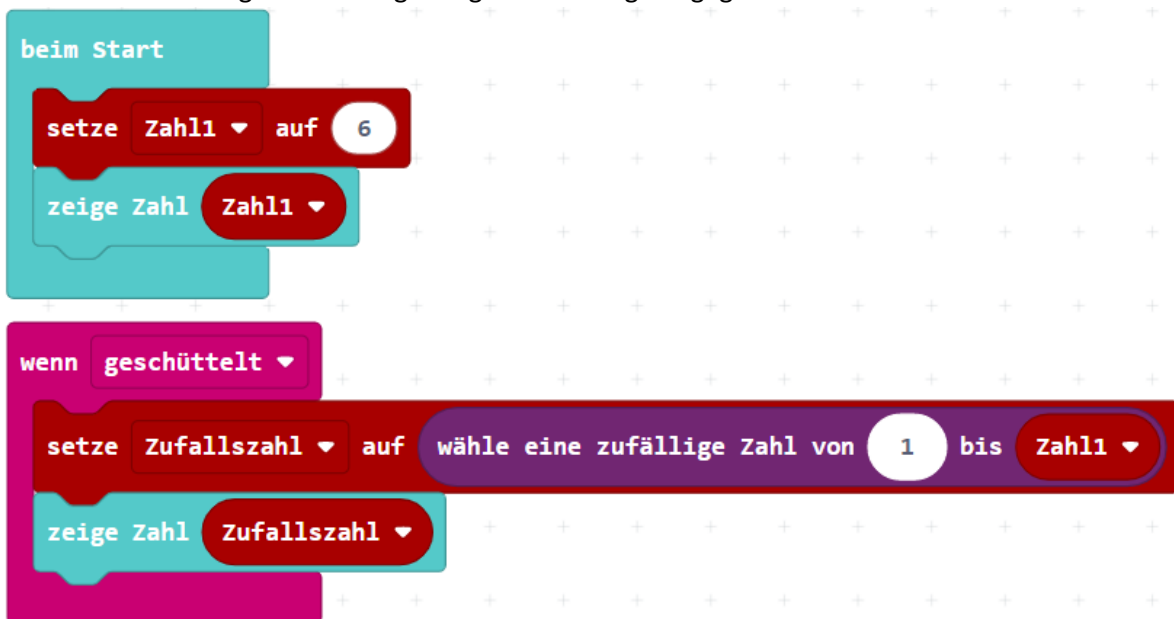 beim Start
setze Zahl1 auf 6
zeige Zahl Zahl1
wenn geschüttelt
setze Zufallszahl auf wähle eine zufällige Zahl von 1 bis Zahl1
zeige Zahl Zufallszahl